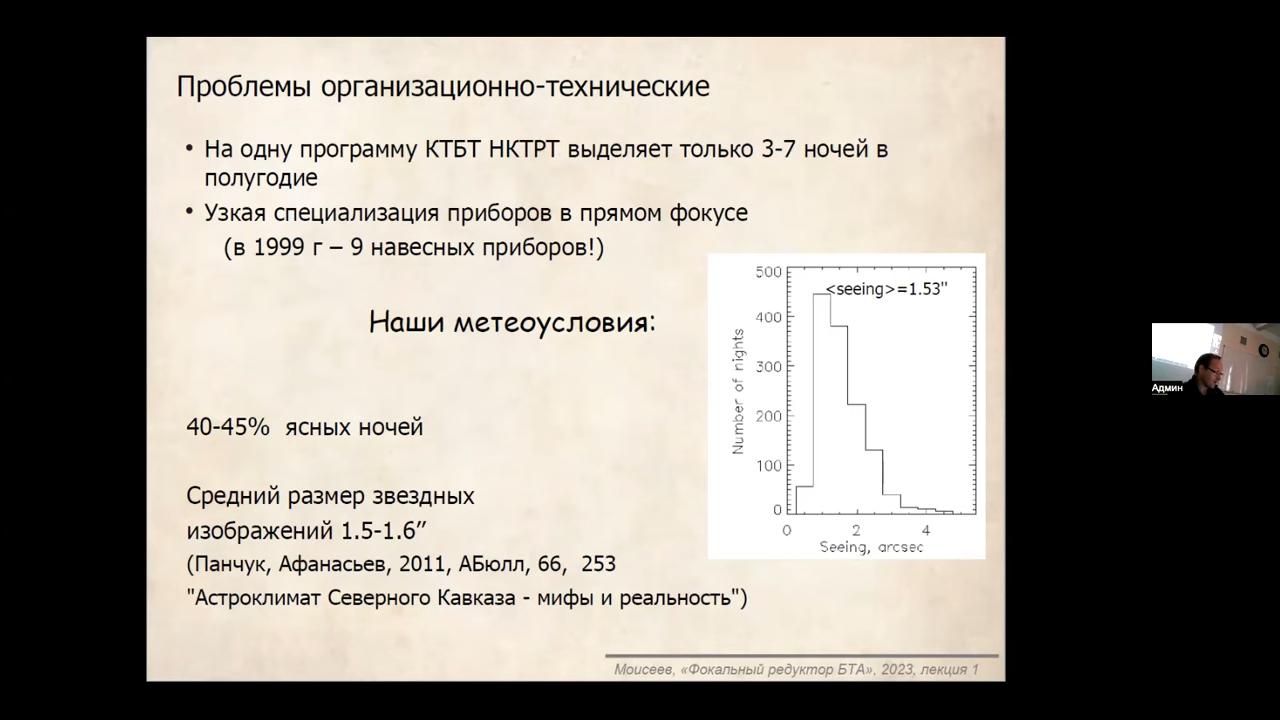 Проблемы организационно-технические
• На одну программу КТБТ НКТРТ выделяет только 3-7 ночей в
полугодие
• Узкая специализация приборов в прямом фокусе
(в 1999 г – 9 навесных приборов!)
Наши метеоусловия:
40-45% ясных ночей
Средний размер звездных
изображений 1.5-1.6”
(Панчук, Афанасьев, 2011, АБюлл, 66, 253
"Астроклимат Северного Кавказа - мифы и реальность")
<seeing>=1.53"
500
400
300
200
100
0
Number of nights
0 2 4
Seeing, arcsec
Моисеев, «Фокальный редуктор БТА», 2023, лекция 1
Админ